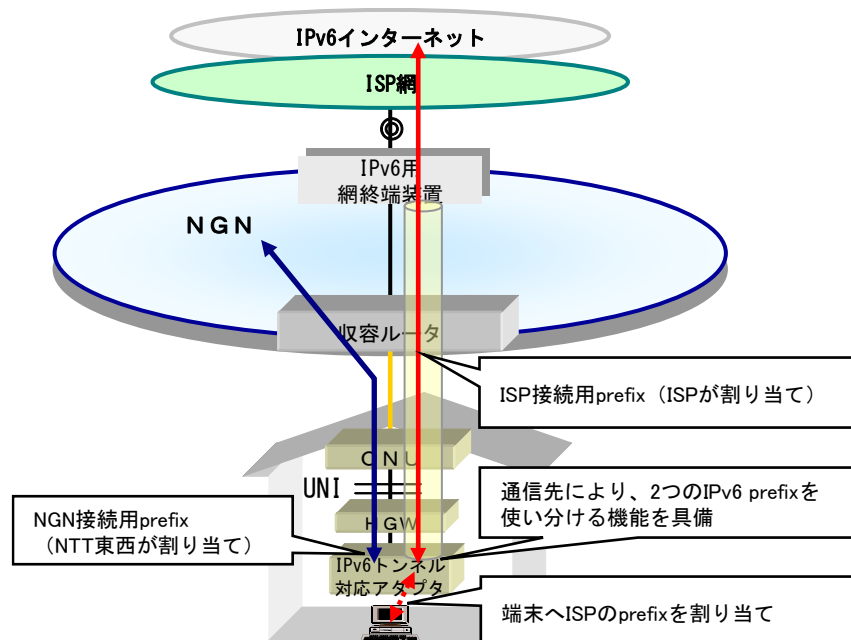 IPv6インターネット
ISP網
IPv6用
網終端装置
NGN
収容ルータ
ISP接続用prefix（ISPが割り当て）
ONU
UNI
通信先により、2つのIPv6 prefixを
使い分ける機能を具備
NGN接続用prefix
（NTT東西が割り当て）
HGW
IPv6トンネル
対応アダプタ
端末へISPのprefixを割り当て